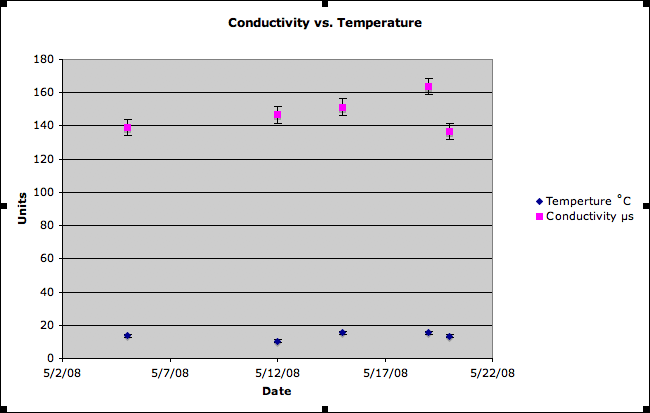 Conductivity vs. Temperature
180
160
140
120
100
80
60
40
20
0
Units
5/2/08 5/7/08 5/12/08 5/17/08 5/22/08
Date
Temperture ˚C
Conductivity µs